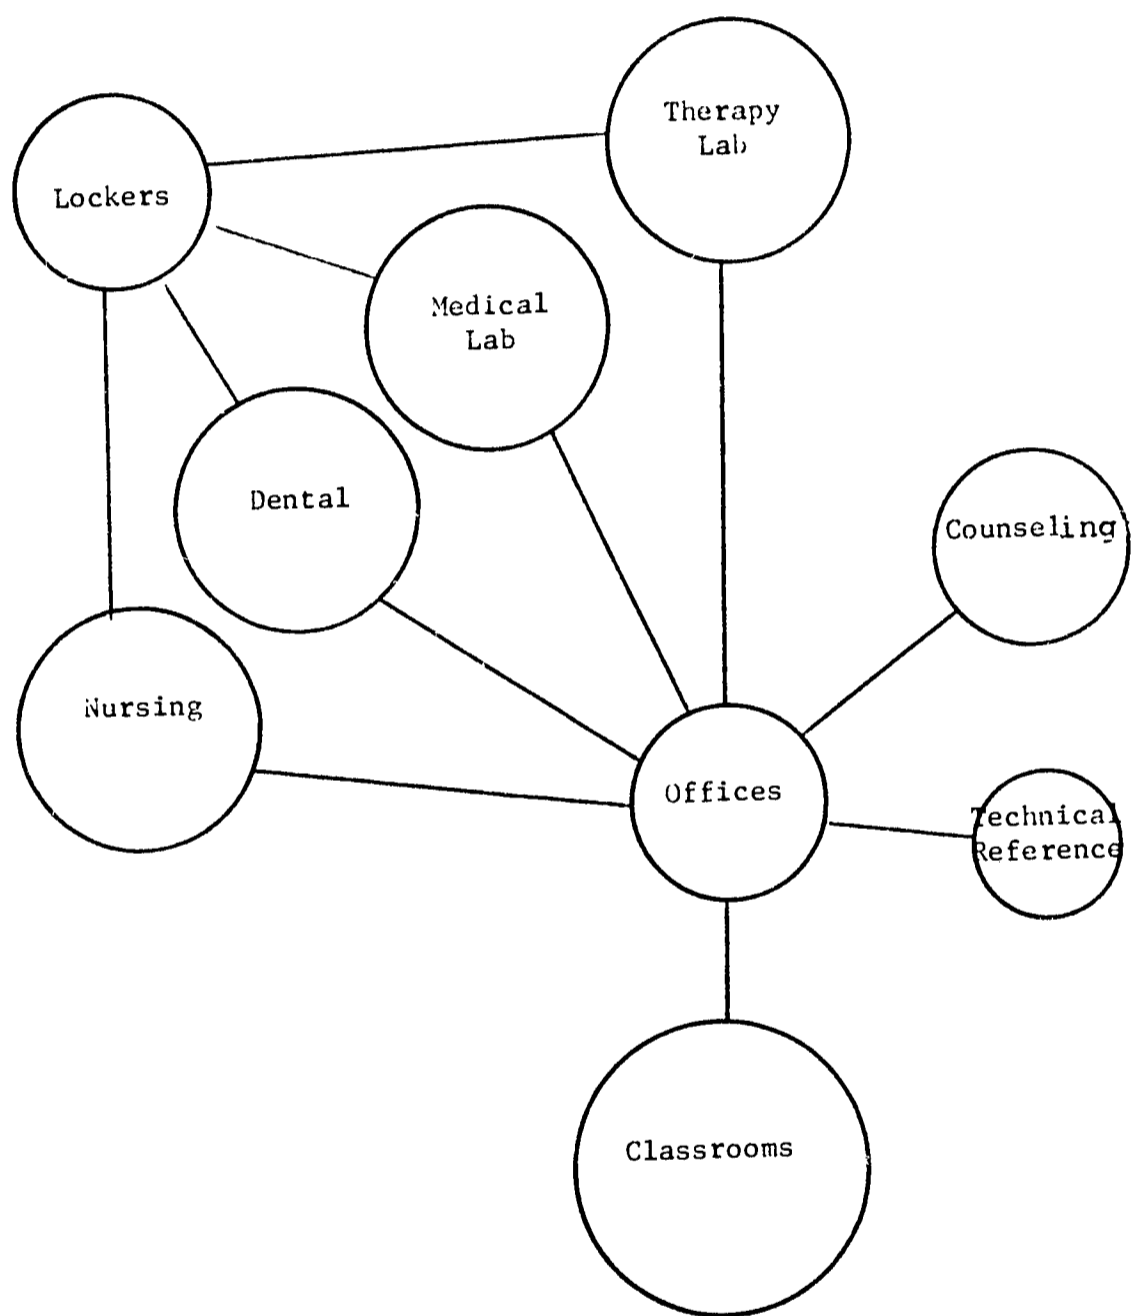 Therapy
Lab
Lockers
Medical
Lab
Dental
Counseling
Nursing
Offices
Technical
Reference
Classrooms